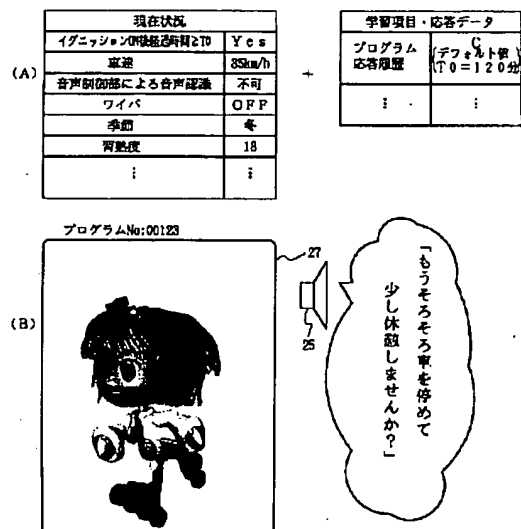 (A)
現在状況
イグニッションON後経過時間≧T0 Yes
車速 85km/h
音声制御部による音声認識 不可
ワイパ OFF
季節 冬
習熟度 18
⋮ ⋮
+
学習項目・応答データ
プログラム
応答履歴
C
(デフォルト値
T0=120分)
⋮ ⋮
(B)
プログラムNo:00123
27
25
「もうそろそろ車を停めて
少し休憩しませんか?」